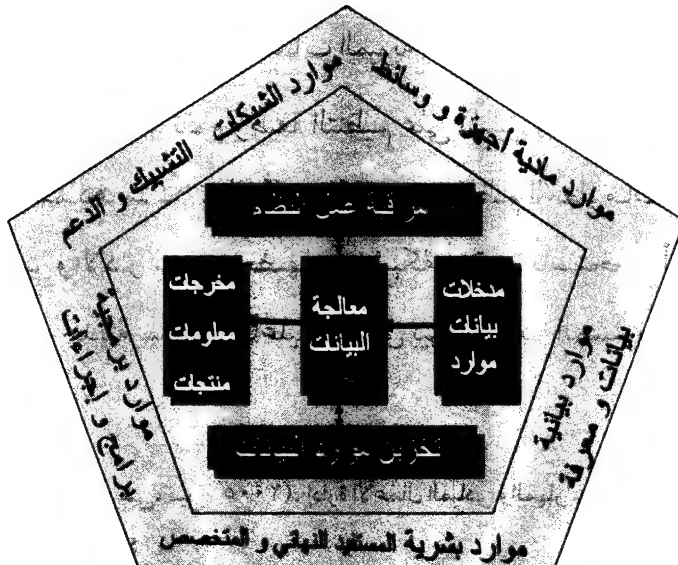 موارد مادية أجهزة و وسائط
موارد الشبكات التشبيك و الدعم
مراقبة عمل النظام
مدخلات
بيانات
موارد
معالجة
البيانات
مخرجات
معلومات
منتجات
تخزين موارد البيانات
موارد بيانية
بيانات و معرفة
موارد برمجية
برامج و إجراءات
موارد بشرية المستفيد النهائي و المتخصص